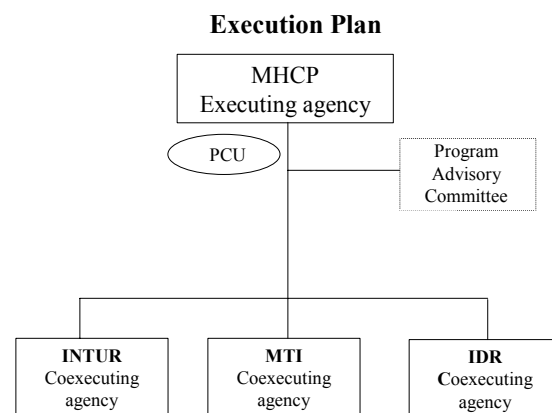 Execution Plan
MHCP
Executing agency
PCU
Program
Advisory
Committee
INTUR
Coexecuting
agency
MTI
Coexecuting
agency
IDR
Coexecuting
agency